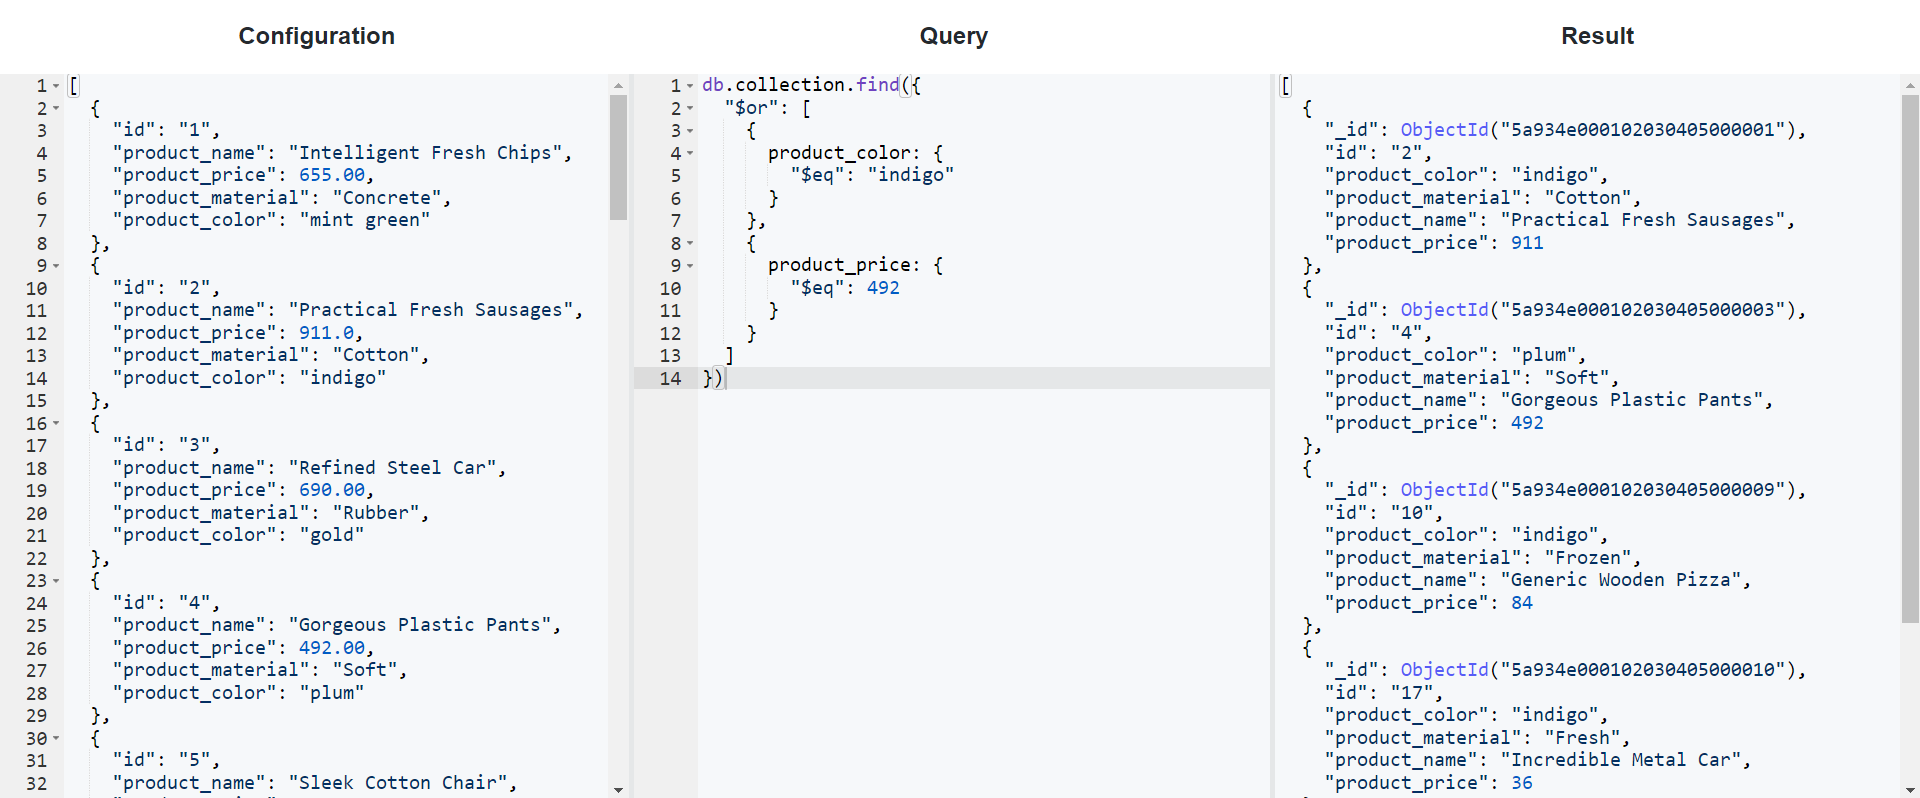 Configuration
1 [
2   {
3     "id": "1",
4     "product_name": "Intelligent Fresh Chips",
5     "product_price": 655.00,
6     "product_material": "Concrete",
7     "product_color": "mint green"
8   },
9   {
10     "id": "2",
11     "product_name": "Practical Fresh Sausages",
12     "product_price": 911.0,
13     "product_material": "Cotton",
14     "product_color": "indigo"
15   },
16   {
17     "id": "3",
18     "product_name": "Refined Steel Car",
19     "product_price": 690.00,
20     "product_material": "Rubber",
21     "product_color": "gold"
22   },
23   {
24     "id": "4",
25     "product_name": "Gorgeous Plastic Pants",
26     "product_price": 492.00,
27     "product_material": "Soft",
28     "product_color": "plum"
29   },
30   {
31     "id": "5",
32     "product_name": "Sleek Cotton Chair",
Query
1 db.collection.find({
2   "$or": [
3     {
4       product_color: {
5         "$eq": "indigo"
6       }
7     },
8     {
9       product_price: {
10         "$eq": 492
11       }
12     }
13   ]
14 })
Result
[
  {
    "_id": ObjectId("5a934e000102030405000001"),
    "id": "2",
    "product_color": "indigo",
    "product_material": "Cotton",
    "product_name": "Practical Fresh Sausages",
    "product_price": 911
  },
  {
    "_id": ObjectId("5a934e000102030405000003"),
    "id": "4",
    "product_color": "plum",
    "product_material": "Soft",
    "product_name": "Gorgeous Plastic Pants",
    "product_price": 492
  },
  {
    "_id": ObjectId("5a934e000102030405000009"),
    "id": "10",
    "product_color": "indigo",
    "product_material": "Frozen",
    "product_name": "Generic Wooden Pizza",
    "product_price": 84
  },
  {
    "_id": ObjectId("5a934e000102030405000010"),
    "id": "17",
    "product_color": "indigo",
    "product_material": "Fresh",
    "product_name": "Incredible Metal Car",
    "product_price": 36